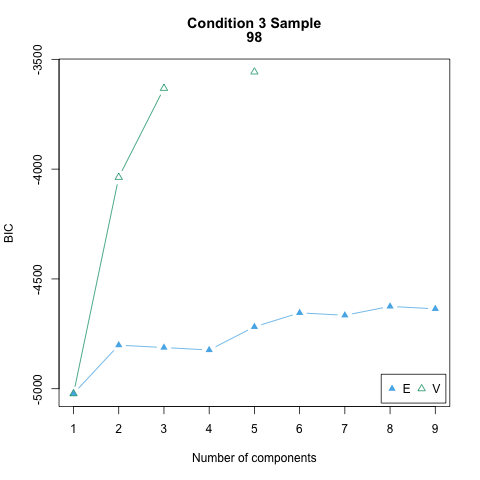 Condition 3 Sample
98
BIC
-3500
-4000
-4500
-5000
E V
1 2 3 4 5 6 7 8 9
Number of components